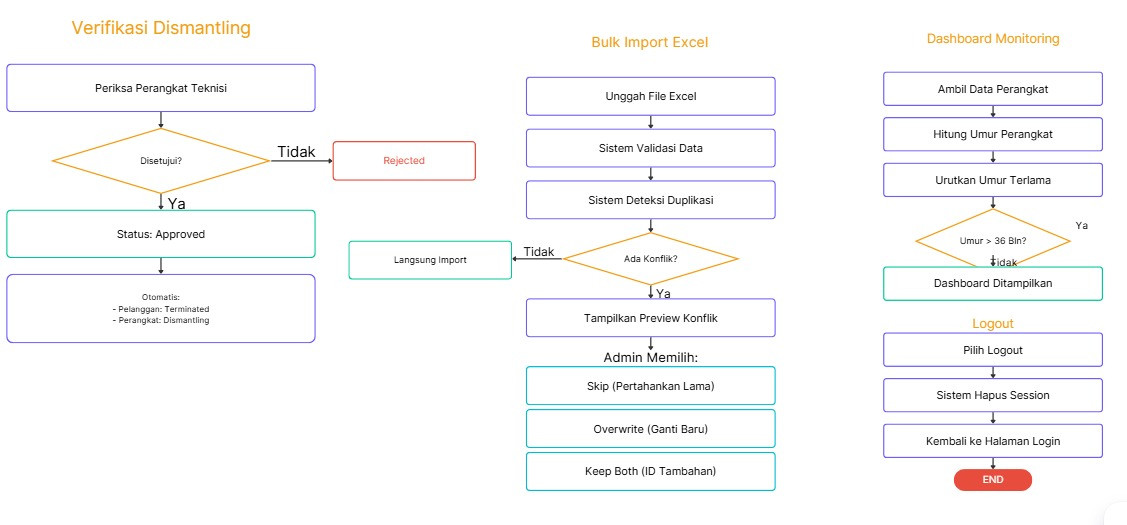 Verifikasi Dismantling
Periksa Perangkat Teknisi
Disetujui?
Tidak
Rejected
Ya
Status: Approved
Otomatis:
- Pelanggan: Terminated
- Perangkat: Dismantling
Bulk Import Excel
Unggah File Excel
Sistem Validasi Data
Sistem Deteksi Duplikasi
Ada Konflik?
Tidak
Langsung Import
Ya
Tampilkan Preview Konflik
Admin Memilih:
Skip (Pertahankan Lama)
Overwrite (Ganti Baru)
Keep Both (ID Tambahan)
Dashboard Monitoring
Ambil Data Perangkat
Hitung Umur Perangkat
Urutkan Umur Terlama
Umur > 36 Bln?
Ya
Tidak
Dashboard Ditampilkan
Logout
Pilih Logout
Sistem Hapus Session
Kembali ke Halaman Login
END